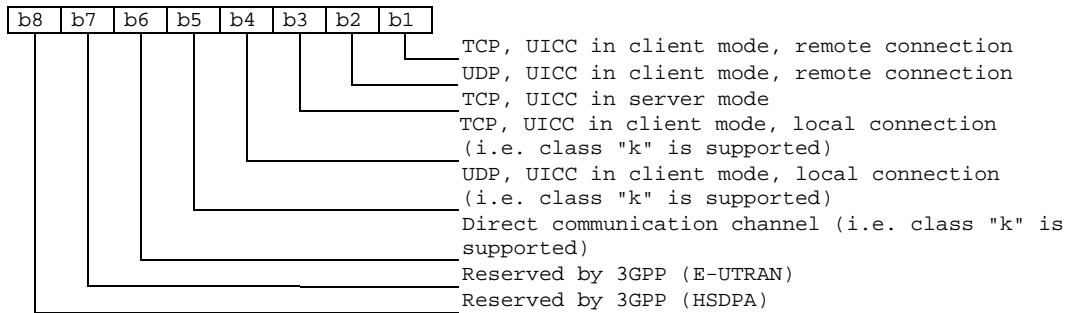 b8 b7 b6 b5 b4 b3 b2 b1
TCP, UICC in client mode, remote connection
UDP, UICC in client mode, remote connection
TCP, UICC in server mode
TCP, UICC in client mode, local connection
(i.e. class "k" is supported)
UDP, UICC in client mode, local connection
(i.e. class "k" is supported)
Direct communication channel (i.e. class "k" is
supported)
Reserved by 3GPP (E-UTRAN)
Reserved by 3GPP (HSDPA)